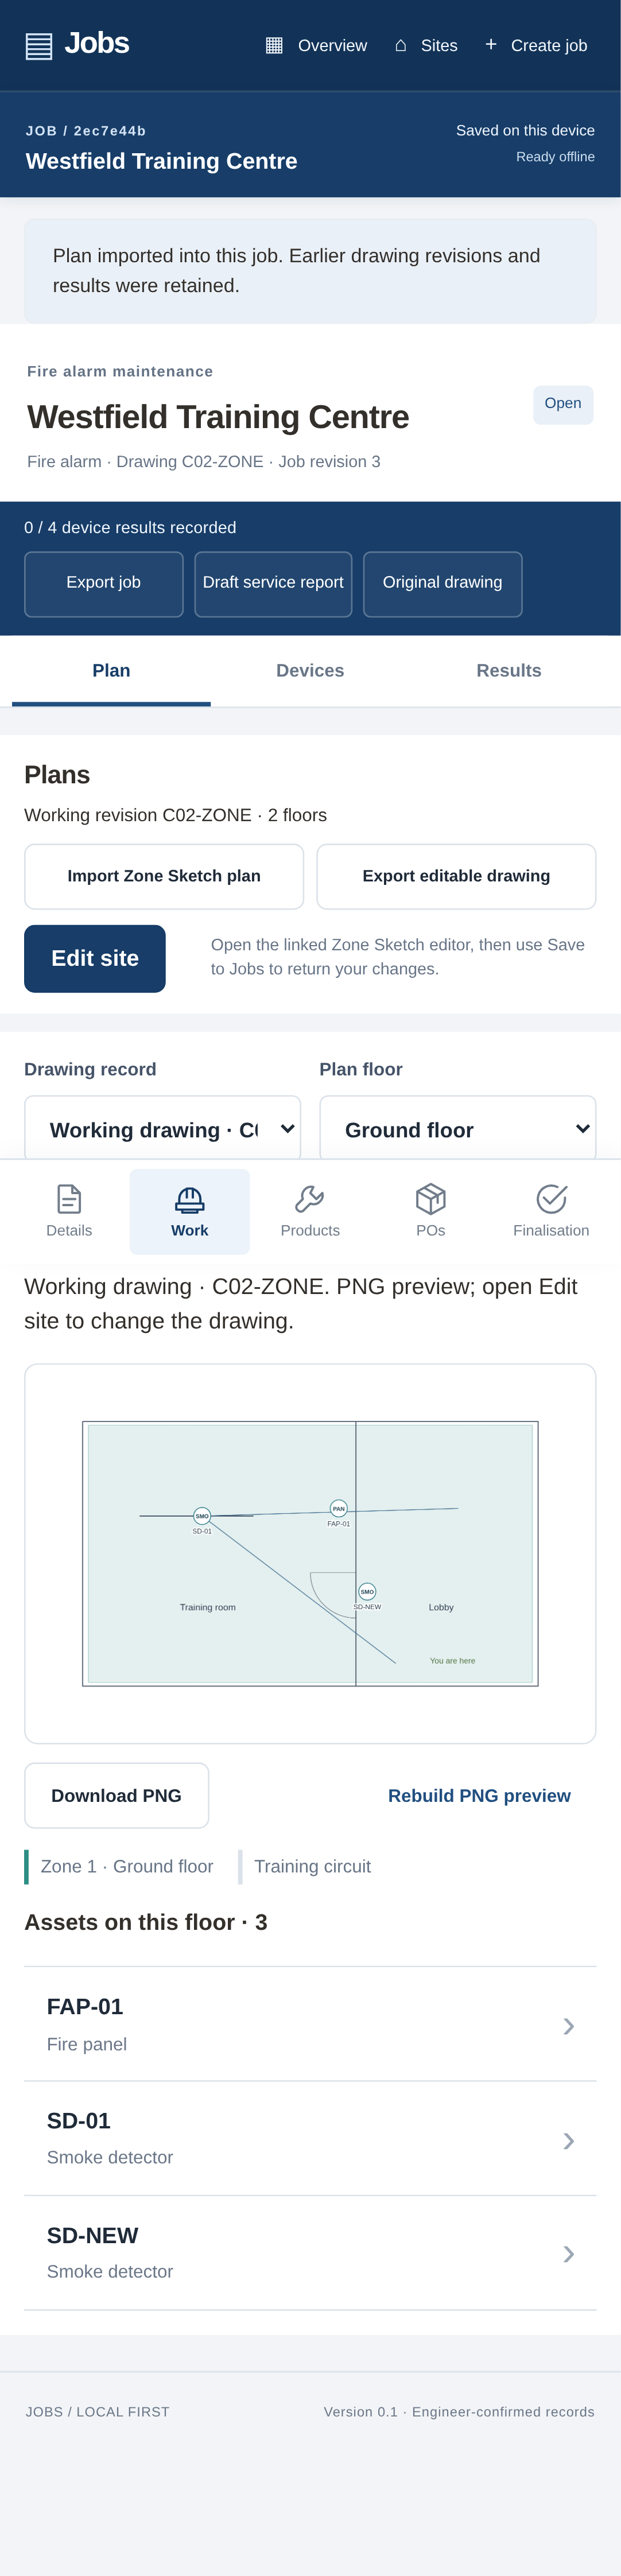 Jobs
Overview
Sites
+ Create job
JOB / 2ec7e44b
Saved on this device
Westfield Training Centre
Ready offline
Plan imported into this job. Earlier drawing revisions and
results were retained.
Fire alarm maintenance
Westfield Training Centre
Open
Fire alarm · Drawing C02-ZONE · Job revision 3
0 / 4 device results recorded
Export job
Draft service report
Original drawing
Plan
Devices
Results
Plans
Working revision C02-ZONE · 2 floors
Import Zone Sketch plan
Export editable drawing
Edit site
Open the linked Zone Sketch editor, then use Save
to Jobs to return your changes.
Drawing record
Plan floor
Working drawing · C
Ground floor
Details
Work
Products
POs
Finalisation
Working drawing · C02-ZONE. PNG preview; open Edit
site to change the drawing.
SMO
SD-01
PAN
FAP-01
SMO
SD-NEW
Training room
Lobby
You are here
Download PNG
Rebuild PNG preview
Zone 1 · Ground floor
Training circuit
Assets on this floor · 3
FAP-01
Fire panel
SD-01
Smoke detector
SD-NEW
Smoke detector
JOBS / LOCAL FIRST
Version 0.1 · Engineer-confirmed records